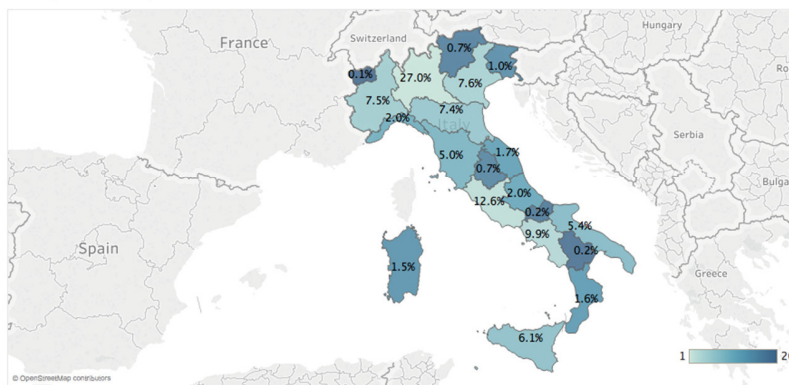 Hungary
Switzerland
France
0.7%
1.0%
0.1%
27.0%
7.6%
7.5%
7.4%
2.0%
Italy
Serbia
5.0%
1.7%
0.7%
2.0%
12.6%
0.2%
5.4%
9.9%
0.2%
Spain
1.5%
1.6%
Greece
6.1%
1
© OpenStreetMap contributors